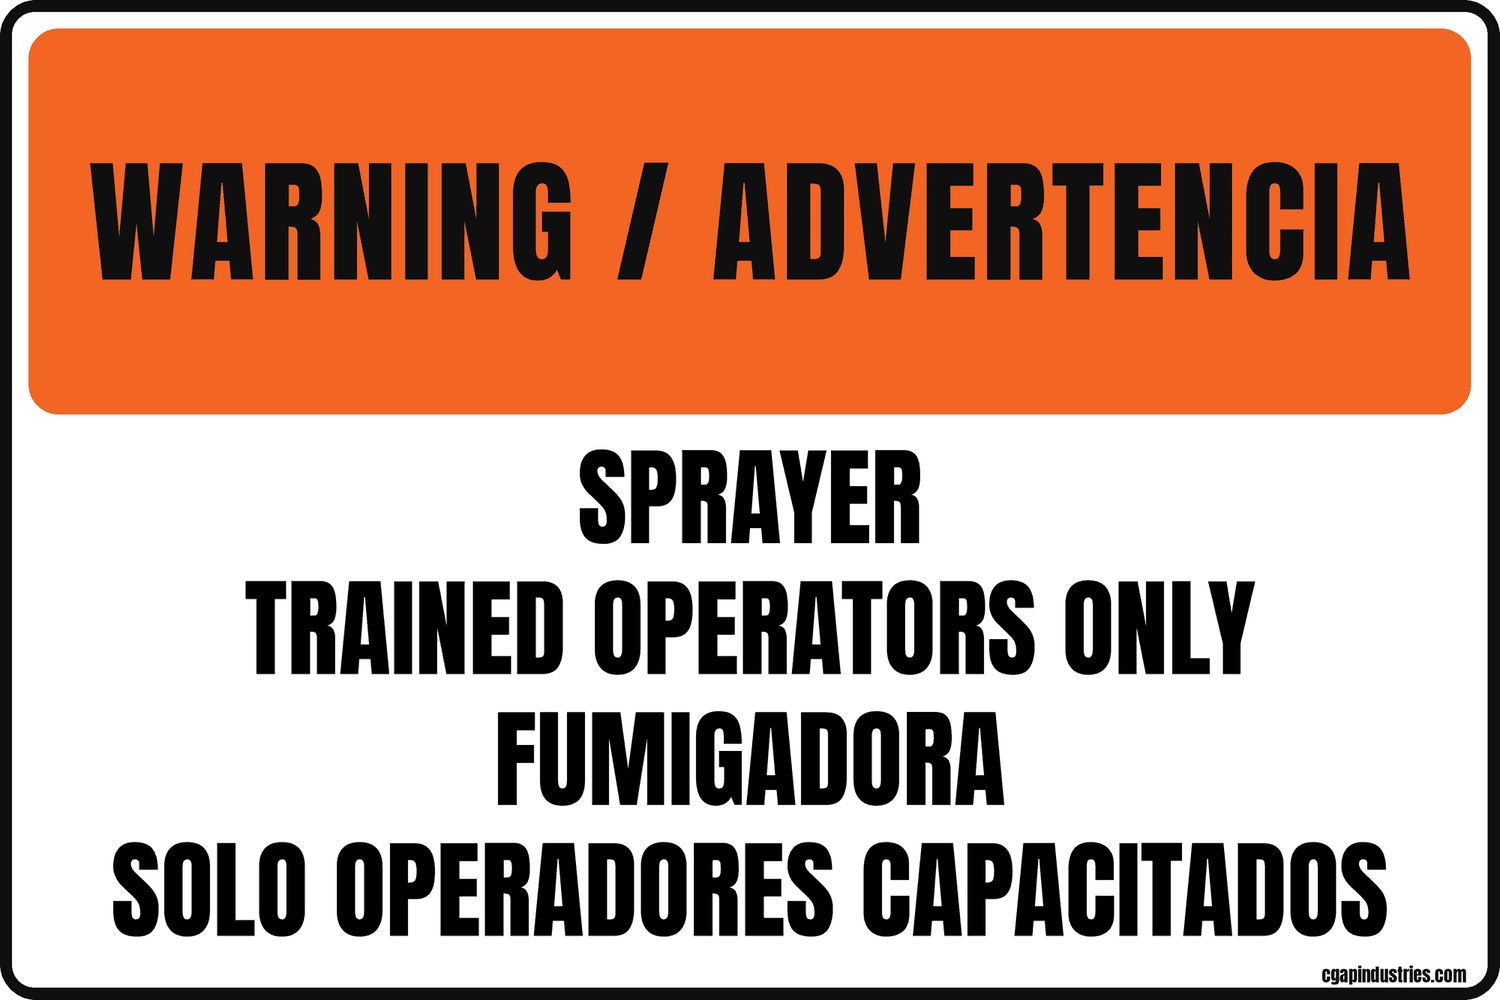 WARNING / ADVERTENCIA
SPRAYER
TRAINED OPERATORS ONLY
FUMIGADORA
SOLO OPERADORES CAPACITADOS
cgapindustries.com